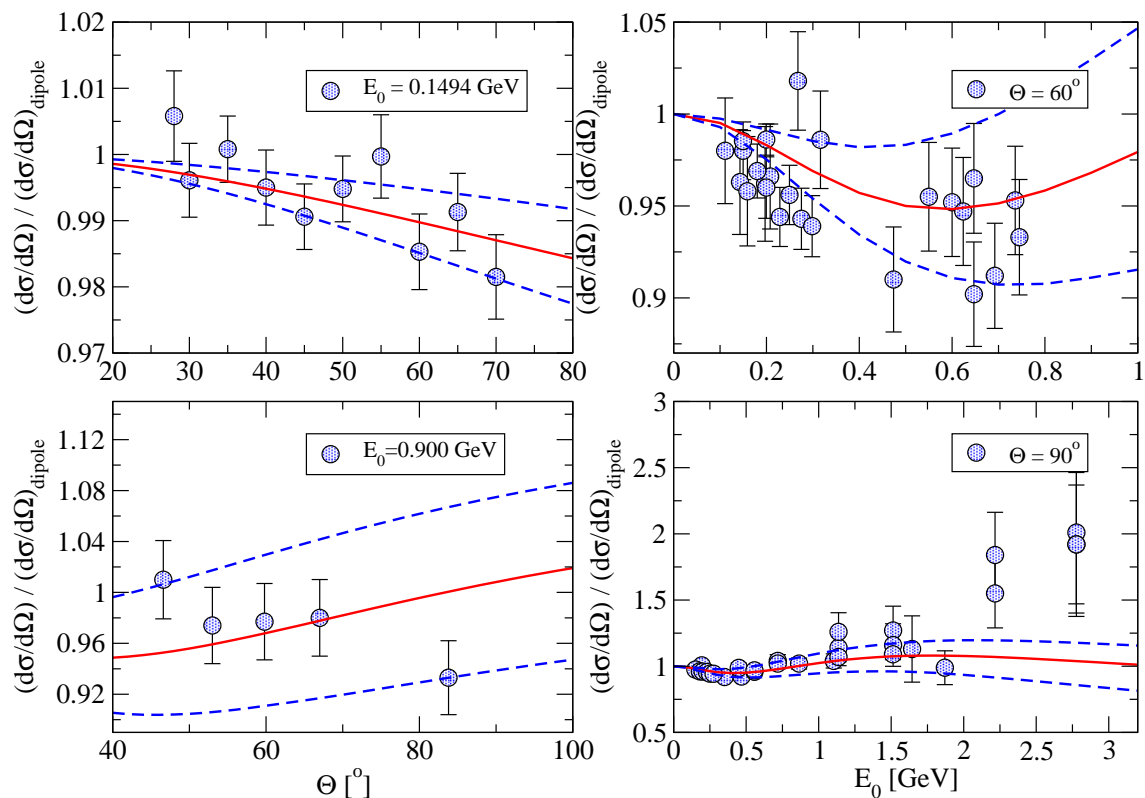 1.02
1.01
1
0.99
0.98
0.97
20 30 40 50 60 70 80
(dσ/dΩ) / (dσ/dΩ)dipole
E0 = 0.1494 GeV
1.05
1
0.95
0.9
0 0.2 0.4 0.6 0.8 1
(dσ/dΩ) / (dσ/dΩ)dipole
Θ = 60o
1.12
1.08
1.04
1
0.96
0.92
40 60 80 100
Θ [o]
(dσ/dΩ) / (dσ/dΩ)dipole
E0=0.900 GeV
3
2.5
2
1.5
1
0.5
0 0.5 1 1.5 2 2.5 3
E0 [GeV]
(dσ/dΩ) / (dσ/dΩ)dipole
Θ = 90o